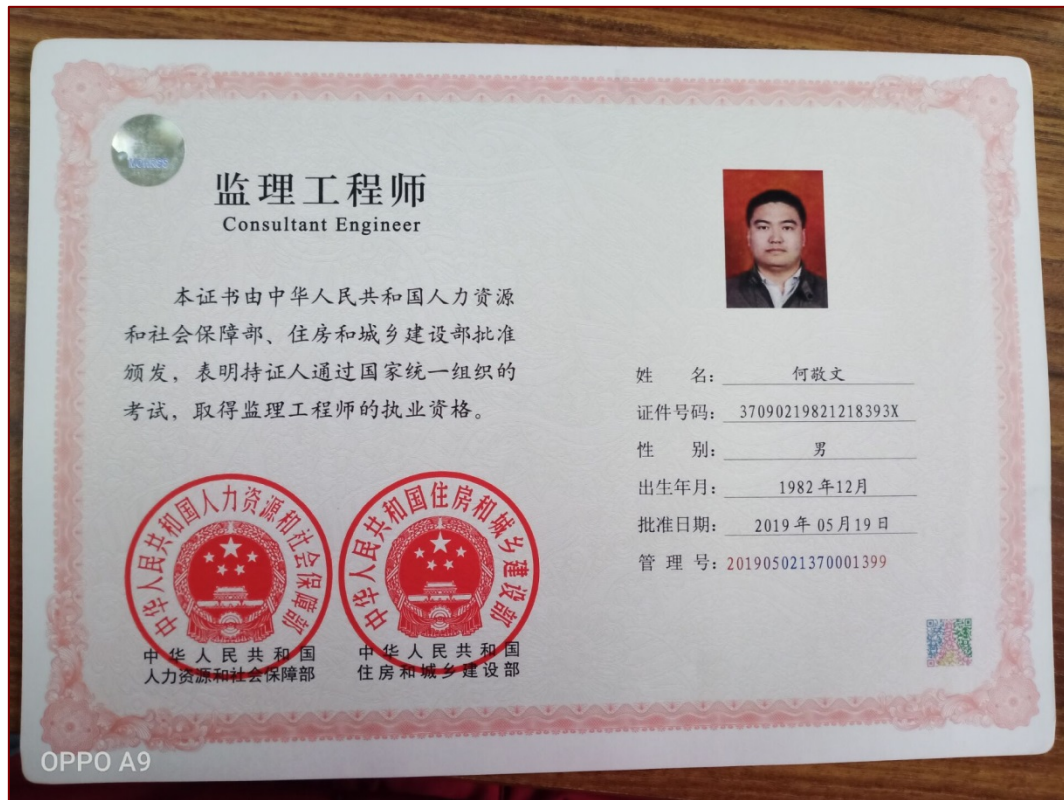 监理工程师
Consultant Engineer
本证书由中华人民共和国人力资源
和社会保障部、住房和城乡建设部批准
颁发，表明持证人通过国家统一组织的
考试，取得监理工程师的执业资格。
中华人民共和国人力资源和社会保障部
中华人民共和国住房和城乡建设部
中华人民共和国
人力资源和社会保障部
中华人民共和国
住房和城乡建设部
姓 名：何敬文
证件号码：37090219821218393X
性 别：男
出生年月：1982年12月
批准日期：2019年05月19日
管 理 号：201905021370001399
OPPO A9